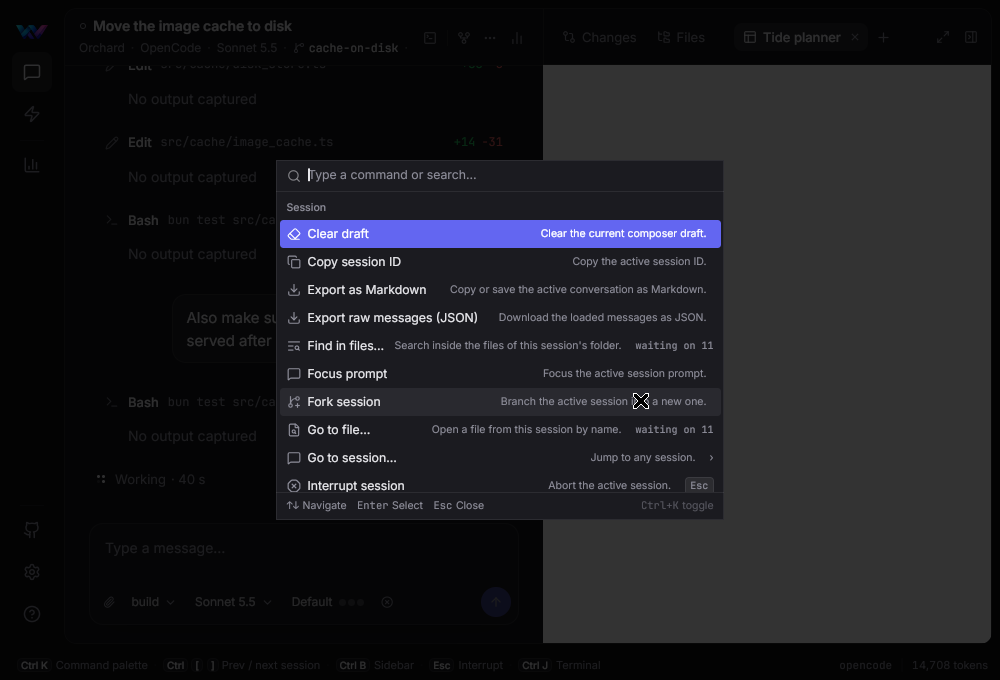 Move the image cache to disk
Orchard · OpenCode · Sonnet 5.5 cache-on-disk
Changes
Files
Tide planner
Edit
No output captured
Edit src/cache/image_cache.ts +14 -31
No output captured
Bash bun test src/ca
No output captured
Also make su
served after
Bash bun test src/ca
No output captured
Working · 40 s
Type a command or search...
Session
Clear draft Clear the current composer draft.
Copy session ID Copy the active session ID.
Export as Markdown Copy or save the active conversation as Markdown.
Export raw messages (JSON) Download the loaded messages as JSON.
Find in files... Search inside the files of this session's folder. waiting on 11
Focus prompt Focus the active session prompt.
Fork session Branch the active session a new one.
Go to file... Open a file from this session by name. waiting on 11
Go to session... Jump to any session. ›
Interrupt session Abort the active session. Esc
Navigate Enter Select Esc Close Ctrl+K toggle
Type a message...
build Sonnet 5.5 Default
Ctrl K Command palette Ctrl [ ] Prev / next session Ctrl B Sidebar Esc Interrupt Ctrl J Terminal opencode 14,708 tokens